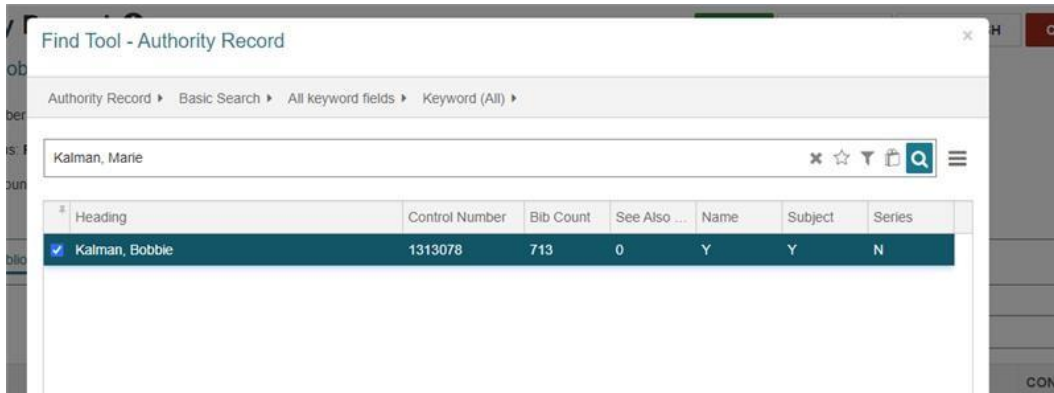 Find Tool - Authority Record
Authority Record Basic Search All keyword fields Keyword (All)
Kalman, Marie
Heading Control Number Bib Count See Also ... Name Subject Series
Kalman, Bobbie 1313078 713 0 Y Y N